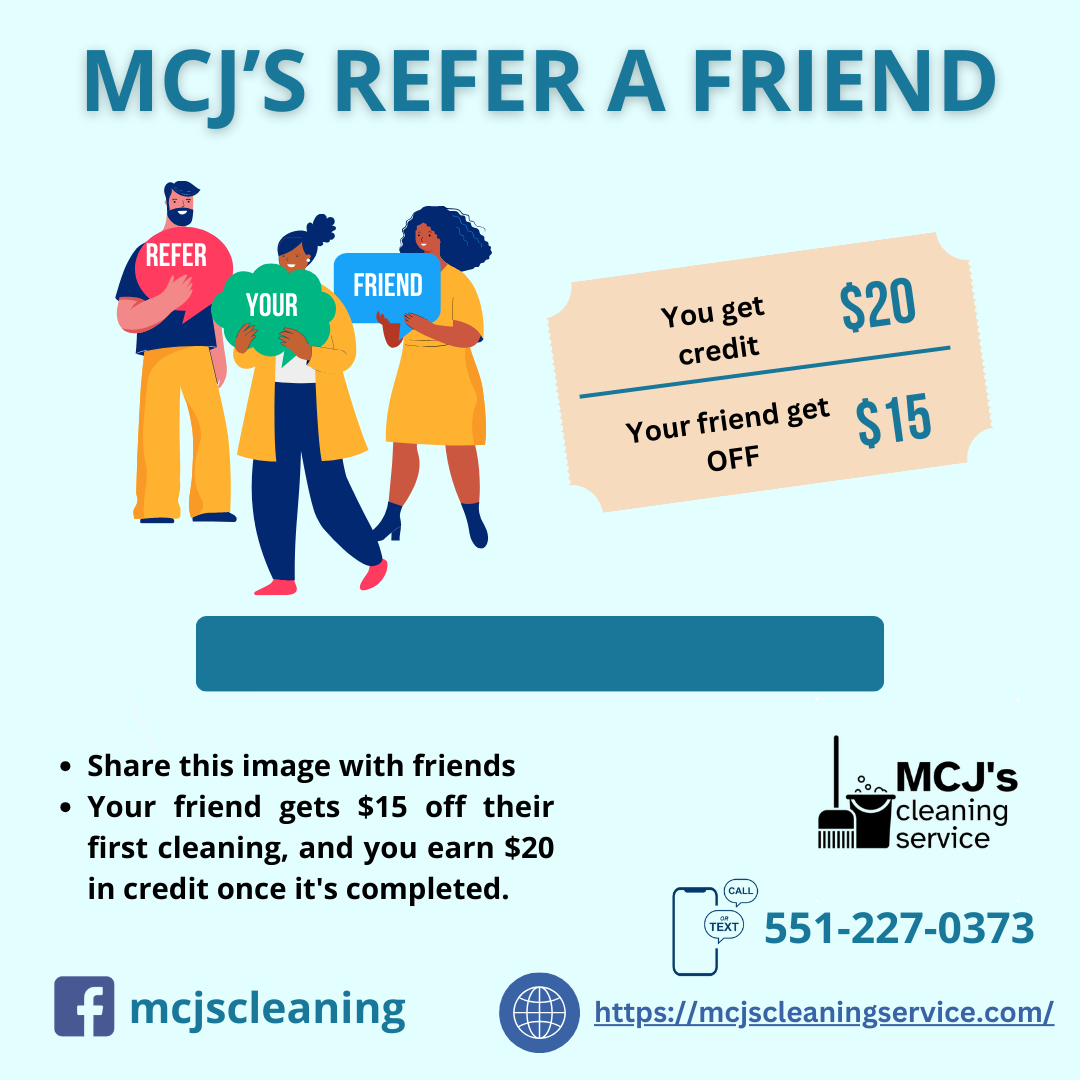 MCJ’S REFER A FRIEND
REFER
YOUR
FRIEND
You get
credit
$20
Your friend get
OFF
$15
• Share this image with friends
• Your friend gets $15 off their
first cleaning, and you earn $20
in credit once it's completed.
MCJ's
cleaning
service
CALL
OR
TEXT
551-227-0373
mcjscleaning
https://mcjscleaningservice.com/